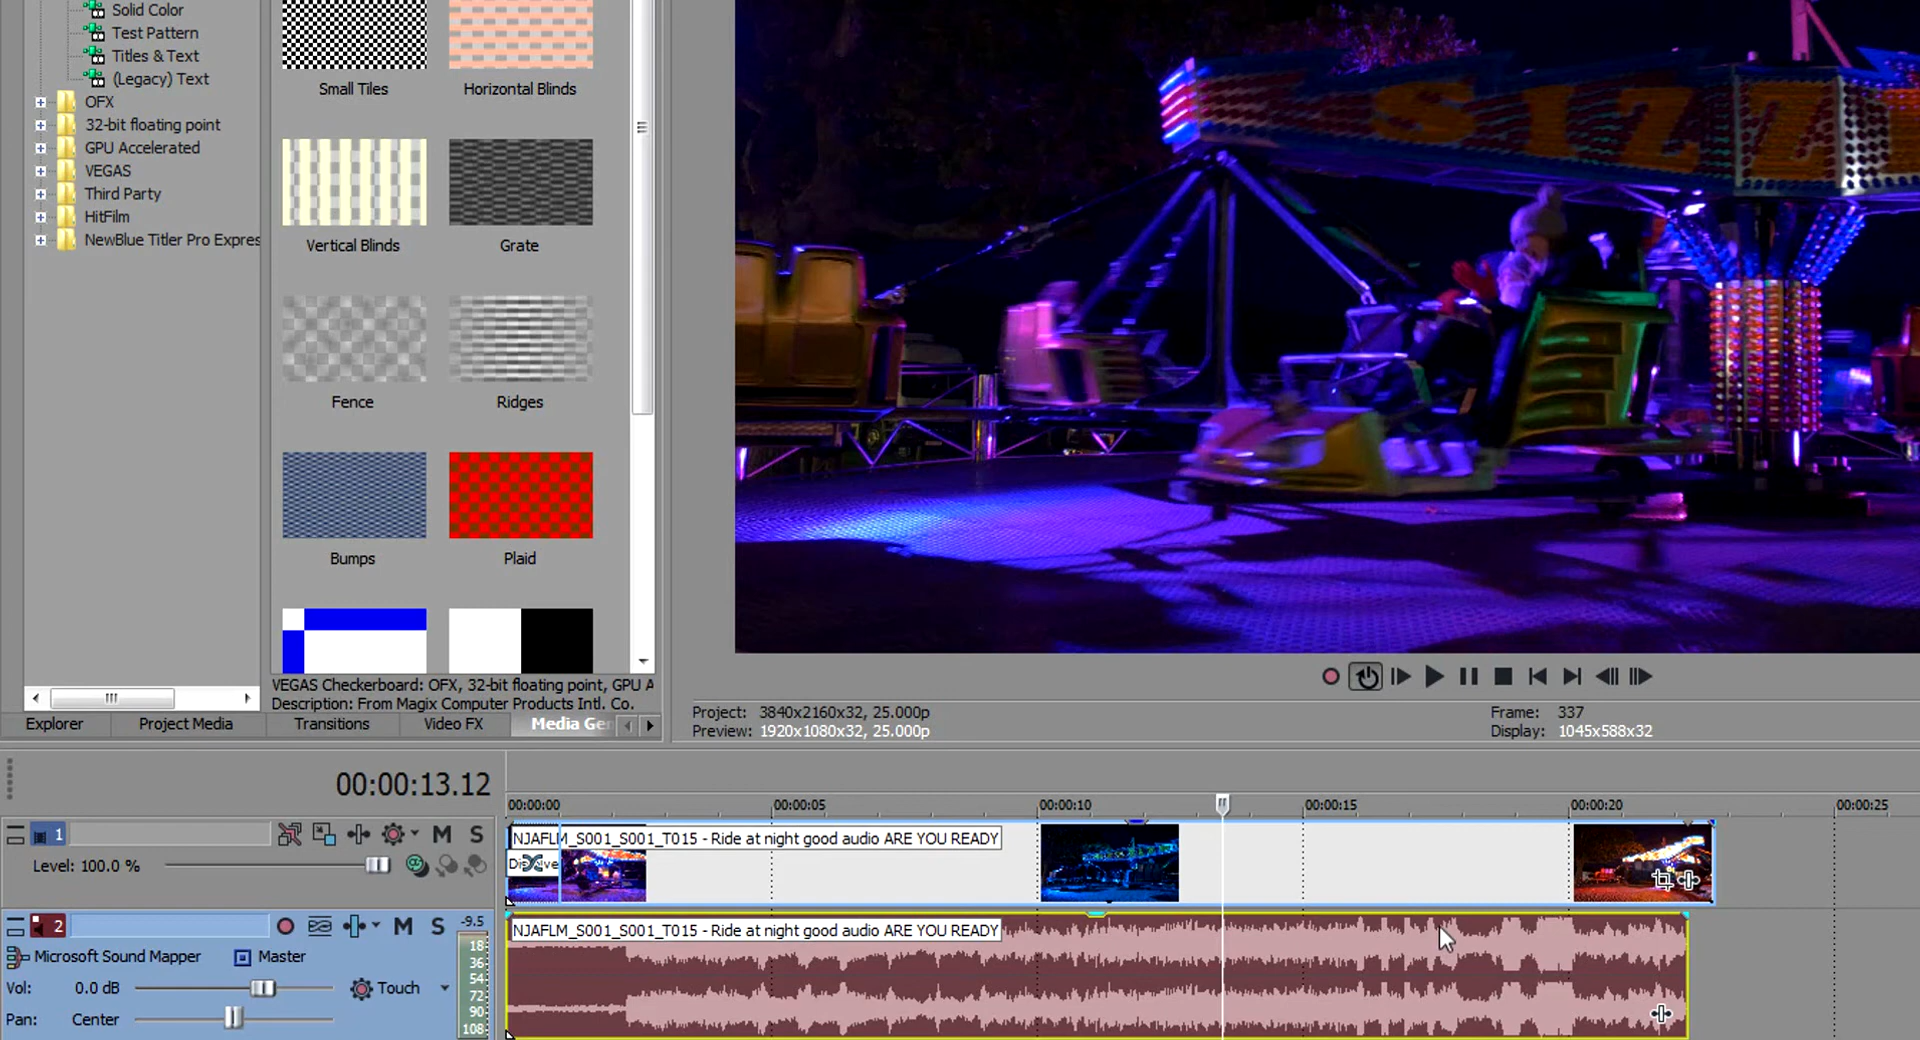 Solid Color
Test Pattern
Titles & Text
(Legacy) Text
OFX
32-bit floating point
GPU Accelerated
VEGAS
Third Party
HitFilm
NewBlue Titler Pro Expres
Small Tiles
Horizontal Blinds
Vertical Blinds
Grate
Fence
Ridges
Bumps
Plaid
VEGAS Checkerboard: OFX, 32-bit floating point, GPU A
Description: From Magix Computer Products Intl. Co.
Explorer
Project Media
Transitions
Video FX
Media Ge
SIZZ
Project: 3840x2160x32, 25.000p
Preview: 1920x1080x32, 25.000p
Frame: 337
Display: 1045x588x32
00:00:13.12
00:00:00
00:00:05
00:00:10
00:00:15
00:00:20
00:00:25
1
M
S
Level: 100.0 %
NJAFLM_S001_S001_T015 - Ride at night good audio ARE YOU READY
2
M
S
-9.5
18
36
54
72
90
108
Microsoft Sound Mapper
Master
Vol: 0.0 dB
Touch
Pan: Center
NJAFLM_S001_S001_T015 - Ride at night good audio ARE YOU READY